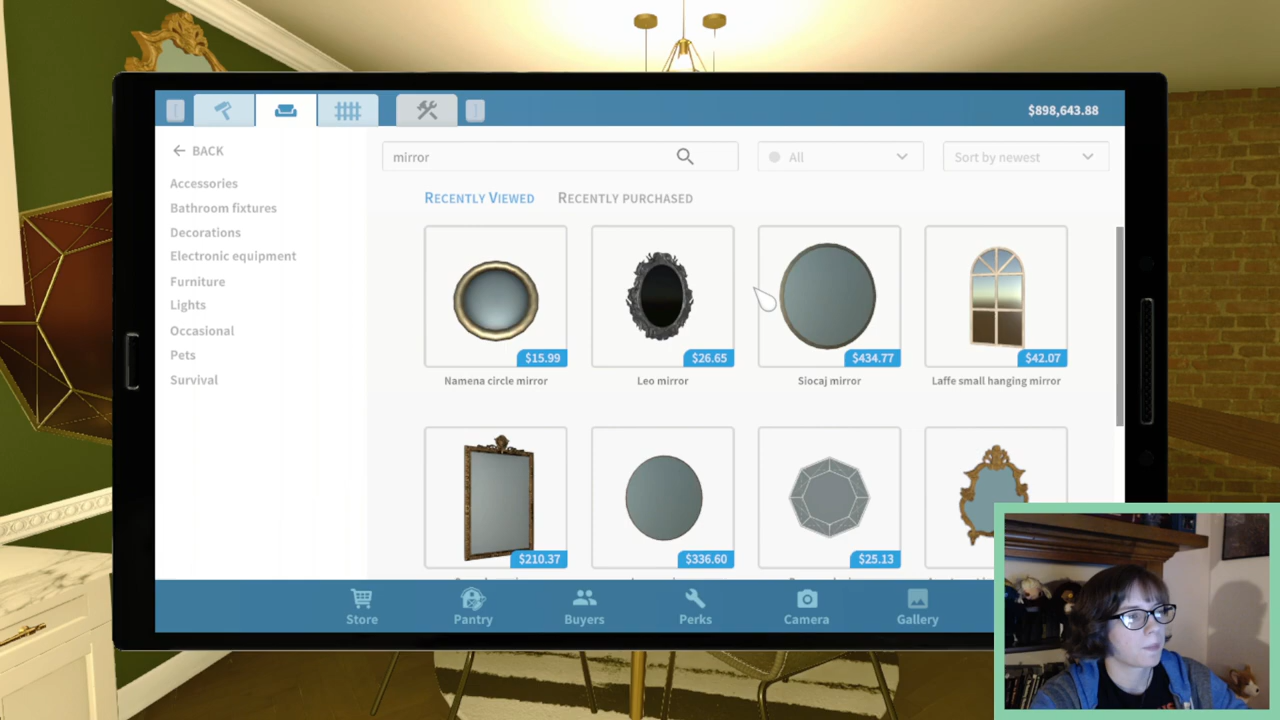 $898,643.88
BACK
mirror
All
Sort by newest
Accessories
Bathroom fixtures
Decorations
Electronic equipment
Furniture
Lights
Occasional
Pets
Survival
RECENTLY VIEWED
RECENTLY PURCHASED
$15.99
$26.65
$434.77
$42.07
Namena circle mirror
Leo mirror
Siocaj mirror
Laffe small hanging mirror
$210.37
$336.60
$25.13
Store
Pantry
Buyers
Perks
Camera
Gallery